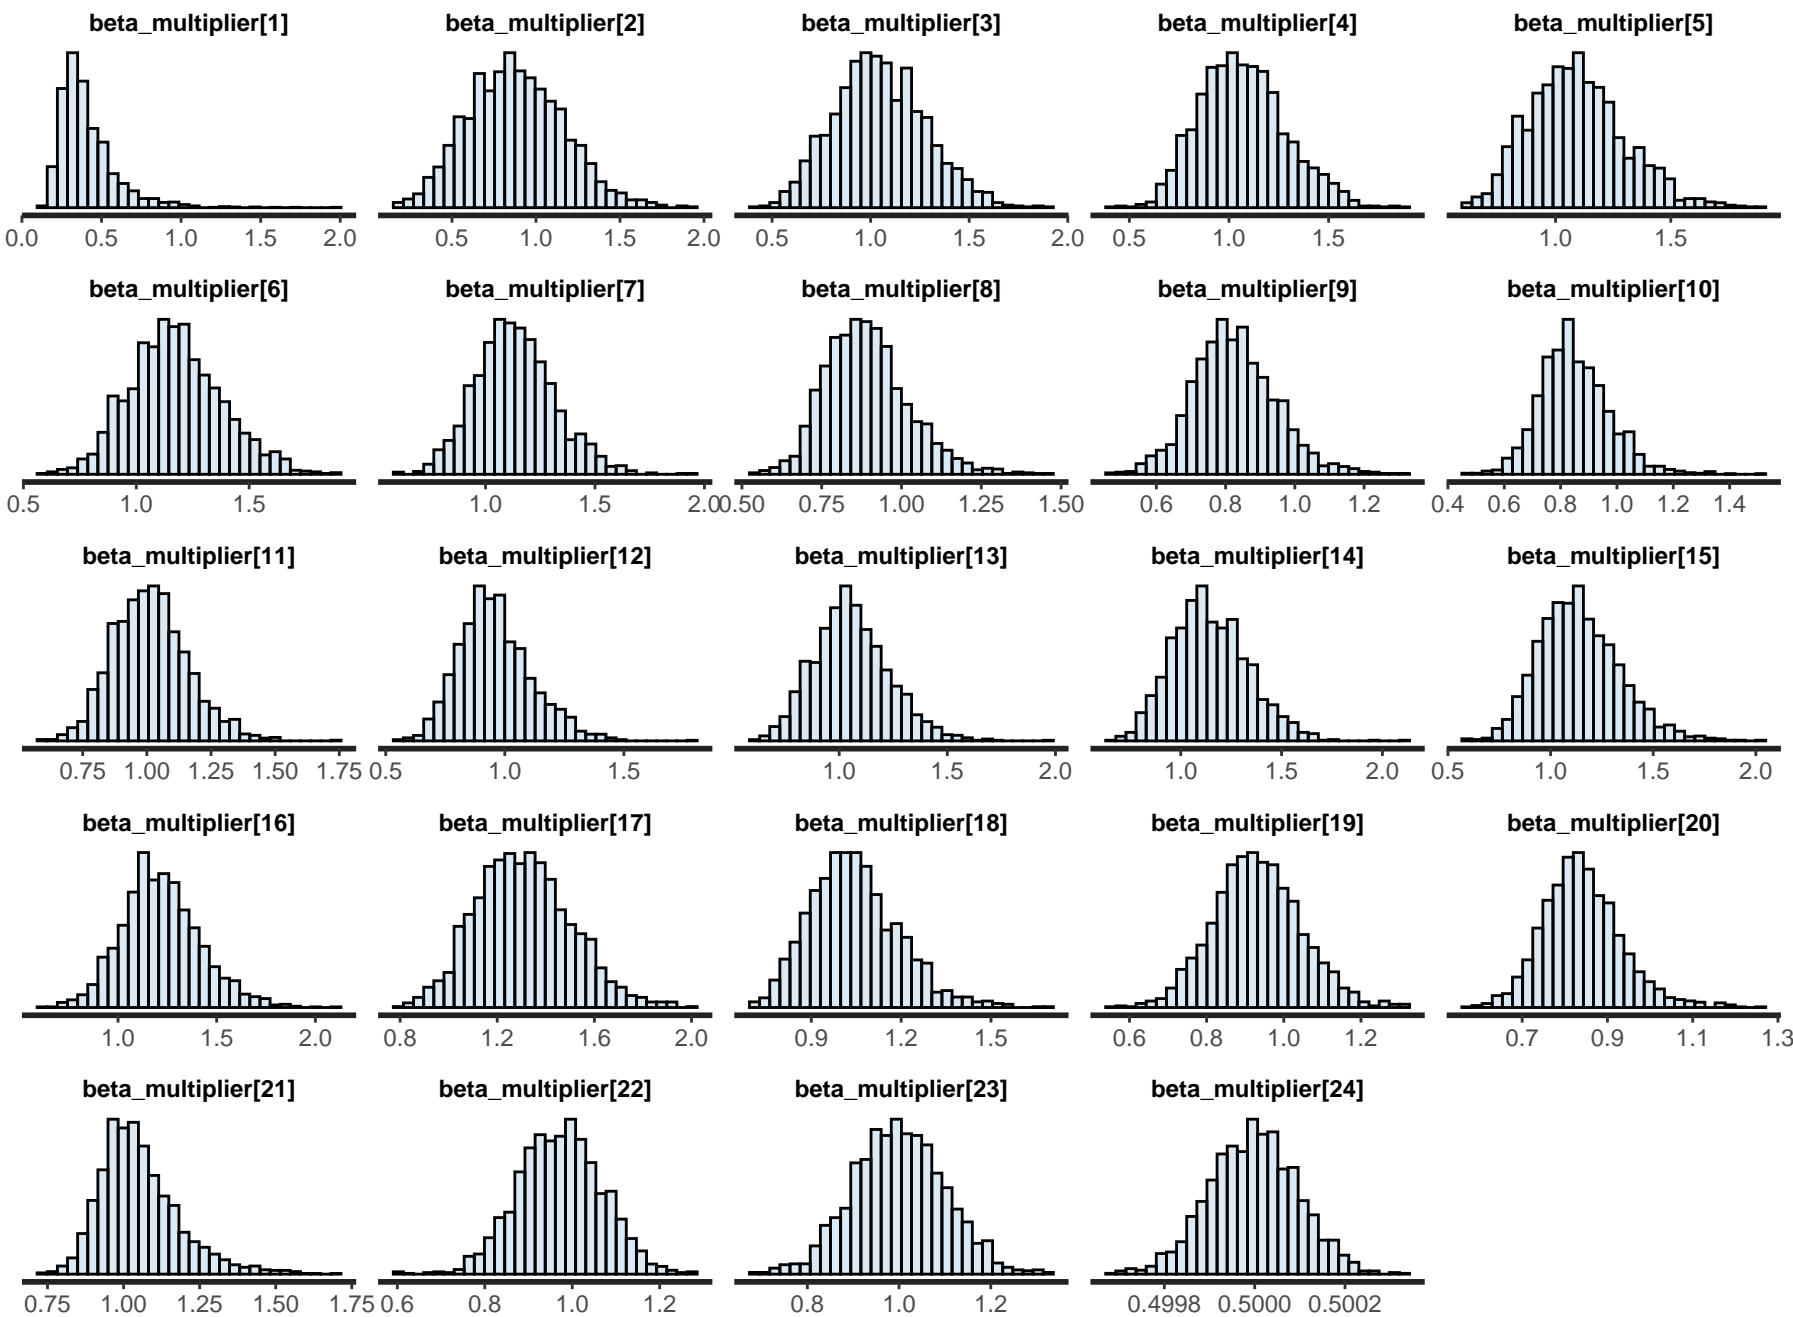 beta_multiplier[1] beta_multiplier[2] beta_multiplier[3] beta_multiplier[4] beta_multiplier[5]
0.0 0.5 1.0 1.5 2.0 0.5 1.0 1.5 2.0 0.5 1.0 1.5 2.0 0.5 1.0 1.5 1.0 1.5
beta_multiplier[6] beta_multiplier[7] beta_multiplier[8] beta_multiplier[9] beta_multiplier[10]
0.5 1.0 1.5 1.0 1.5 2.0 0.50 0.75 1.00 1.25 1.50 0.6 0.8 1.0 1.2 0.4 0.6 0.8 1.0 1.2 1.4
beta_multiplier[11] beta_multiplier[12] beta_multiplier[13] beta_multiplier[14] beta_multiplier[15]
0.75 1.00 1.25 1.50 1.75 0.5 1.0 1.5 1.0 1.5 2.0 1.0 1.5 2.0 0.5 1.0 1.5 2.0
beta_multiplier[16] beta_multiplier[17] beta_multiplier[18] beta_multiplier[19] beta_multiplier[20]
1.0 1.5 2.0 0.8 1.2 1.6 2.0 0.9 1.2 1.5 0.6 0.8 1.0 1.2 0.7 0.9 1.1 1.3
beta_multiplier[21] beta_multiplier[22] beta_multiplier[23] beta_multiplier[24]
0.75 1.00 1.25 1.50 1.75 0.6 0.8 1.0 1.2 0.8 1.0 1.2 0.4998 0.5000 0.5002